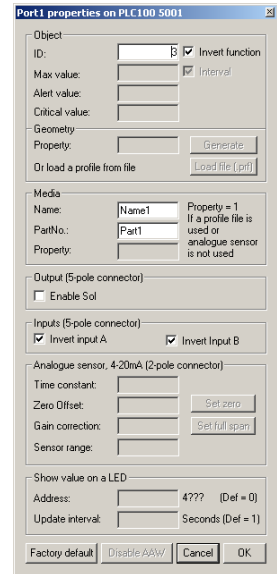 Port1 properties on PLC100 5001
Object
ID: 3 Invert function
Max value: Interval
Alert value:
Critical value:
Geometry
Property: Generate
Or load a profile from file Load file (.prf)
Media
Name: Name1 Property = 1
If a profile file is
PartNo.: Part1 used or
analogue sensor
Property: is not used
Output (5-pole connector)
Enable Sol
Inputs (5-pole connector)
Invert input A Invert Input B
Analogue sensor, 4-20mA (2-pole connector)
Time constant:
Zero Offset: Set zero
Gain correction: Set full span
Sensor range:
Show value on a LED
Address: 4??? (Def = 0)
Update interval: Seconds (Def = 1)
Factory default Disable AAW Cancel OK